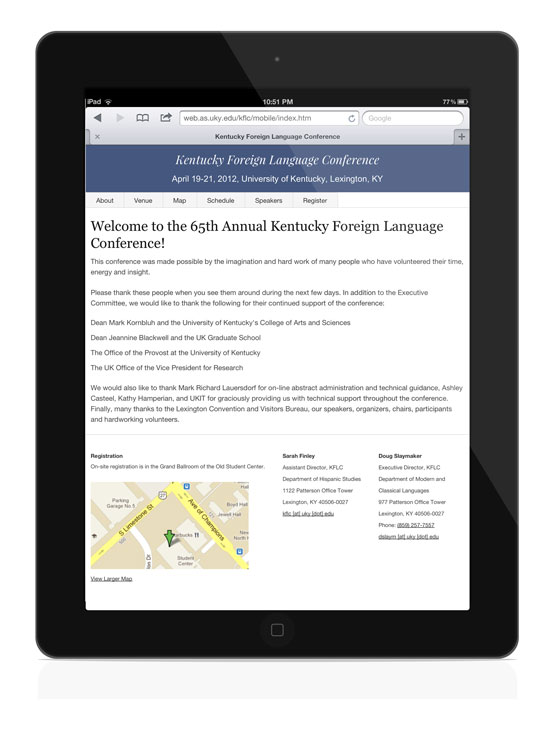 iPad 10:51 PM 77 %
web.as.uky.edu/kflc/mobile/index.htm Google
Kentucky Foreign Language Conference
Kentucky Foreign Language Conference
April 19-21, 2012, University of Kentucky, Lexington, KY
About Venue Map Schedule Speakers Register
Welcome to the 65th Annual Kentucky Foreign Language
Conference!
This conference was made possible by the imagination and hard work of many people who have volunteered their time,
energy and insight.
Please thank these people when you see them around during the next few days. In addition to the Executive
Committee, we would like to thank the following for their continued support of the conference:
Dean Mark Kornbluh and the University of Kentucky's College of Arts and Sciences
Dean Jeannine Blackwell and the UK Graduate School
The Office of the Provost at the University of Kentucky
The UK Office of the Vice President for Research
We would also like to thank Mark Richard Lauersdorf for on-line abstract administration and technical guidance, Ashley
Casteel, Kathy Hamperian, and UKIT for graciously providing us with technical support throughout the conference.
Finally, many thanks to the Lexington Convention and Visitors Bureau, our speakers, organizers, chairs, participants
and hardworking volunteers.
Registration
On-site registration is in the Grand Ballroom of the Old Student Center.
Parking
Garage No 5
S Limestone St
27
Ave of Champions
Boyd Hall
Jewell Hall
Student
Center
View Larger Map
Sarah Finley
Assistant Director, KFLC
Department of Hispanic Studies
1122 Patterson Office Tower
Lexington, KY 40506-0027
kflc [at] uky [dot] edu
Doug Slaymaker
Executive Director, KFLC
Department of Modern and
Classical Languages
977 Patterson Office Tower
Lexington, KY 40506-0027
Phone: (859) 257-7557
dslaym [at] uky [dot] edu